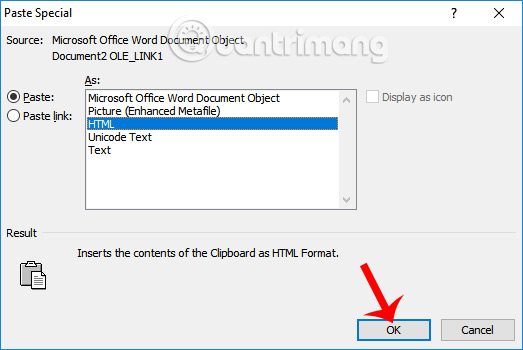 Paste Special
?
Source: Microsoft Office Word Document Object
Document2 OLE_LINK1
uantrimang
As:
Paste:
Paste link:
Microsoft Office Word Document Object
Picture (Enhanced Metafile)
HTML
Unicode Text
Text
Display as icon
Result
Inserts the contents of the Clipboard as HTML Format.
OK
Cancel